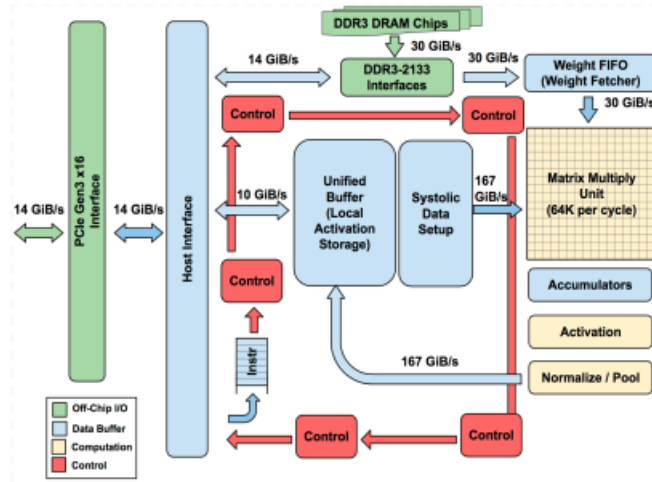 DDR3 DRAM Chips
30 GiB/s
14 GiB/s
DDR3-2133
Interfaces
30 GiB/s
Weight FIFO
(Weight Fetcher)
30 GiB/s
Control
Control
PCIe Gen3 x16
Interface
14 GiB/s
14 GiB/s
Host Interface
10 GiB/s
Unified
Buffer
(Local
Activation
Storage)
Systolic
Data
Setup
167
GiB/s
Matrix Multiply
Unit
(64K per cycle)
Control
Accumulators
Activation
Instr
167 GiB/s
Normalize / Pool
Off-Chip I/O
Data Buffer
Computation
Control
Control
Control